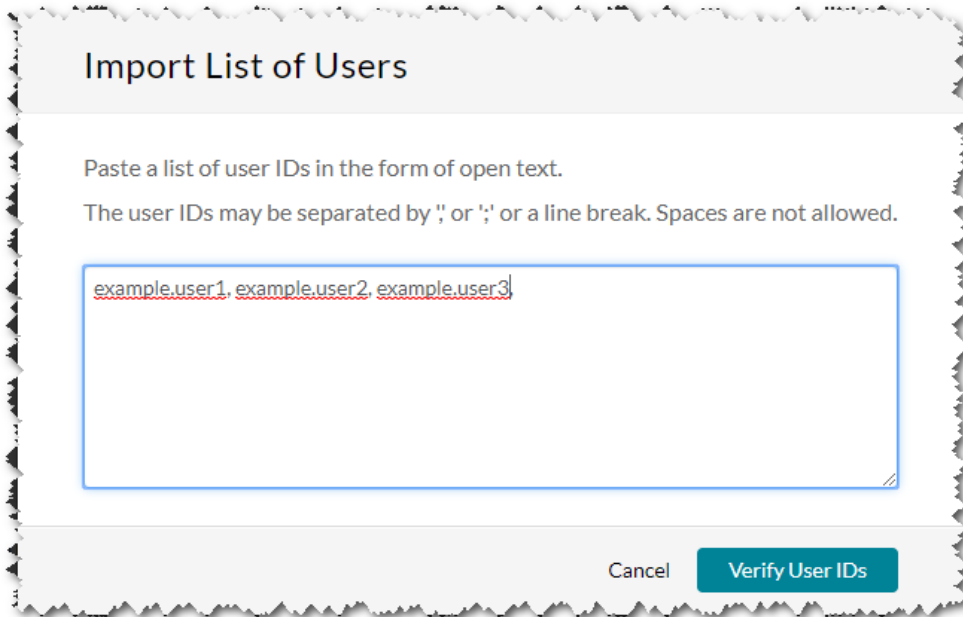 Import List of Users
Paste a list of user IDs in the form of open text.
The user IDs may be separated by ',' or ';' or a line break. Spaces are not allowed.
example.user1, example.user2, example.user3,
Cancel
Verify User IDs